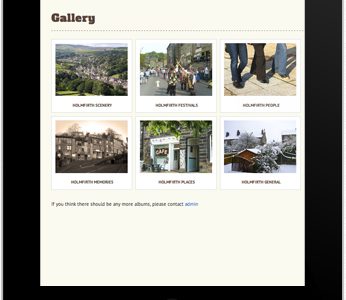 Gallery
HOLMFIRTH SCENERY
HOLMFIRTH FESTIVALS
HOLMFIRTH PEOPLE
CAFE
HOLMFIRTH MEMORIES
HOLMFIRTH PLACES
HOLMFIRTH GENERAL
If you think there should be any more albums, please contact admin